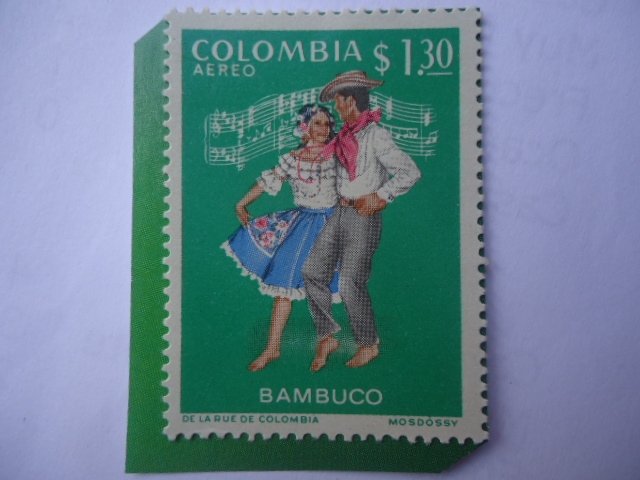 COLOMBIA $ 1.30
AEREO
BAMBUCO
DE LA RUE DE COLOMBIA MOSDÓSSY